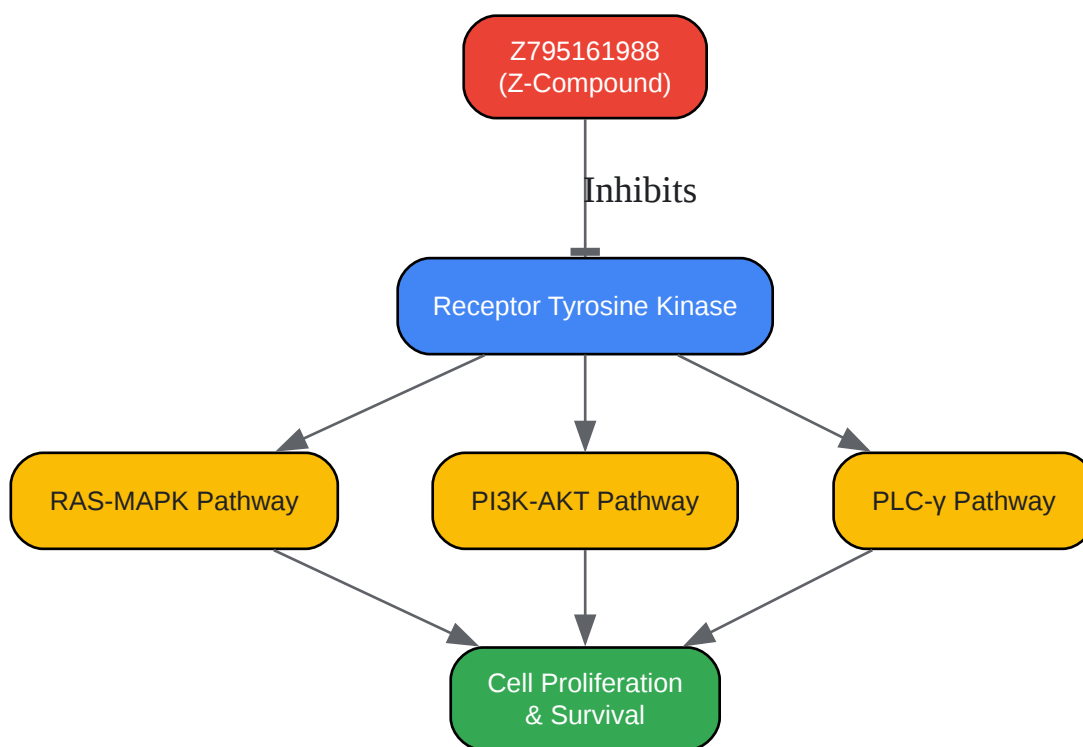 Z795161988
(Z-Compound)
Inhibits
Receptor Tyrosine Kinase
RAS-MAPK Pathway
PI3K-AKT Pathway
PLC-γ Pathway
Cell Proliferation
& Survival